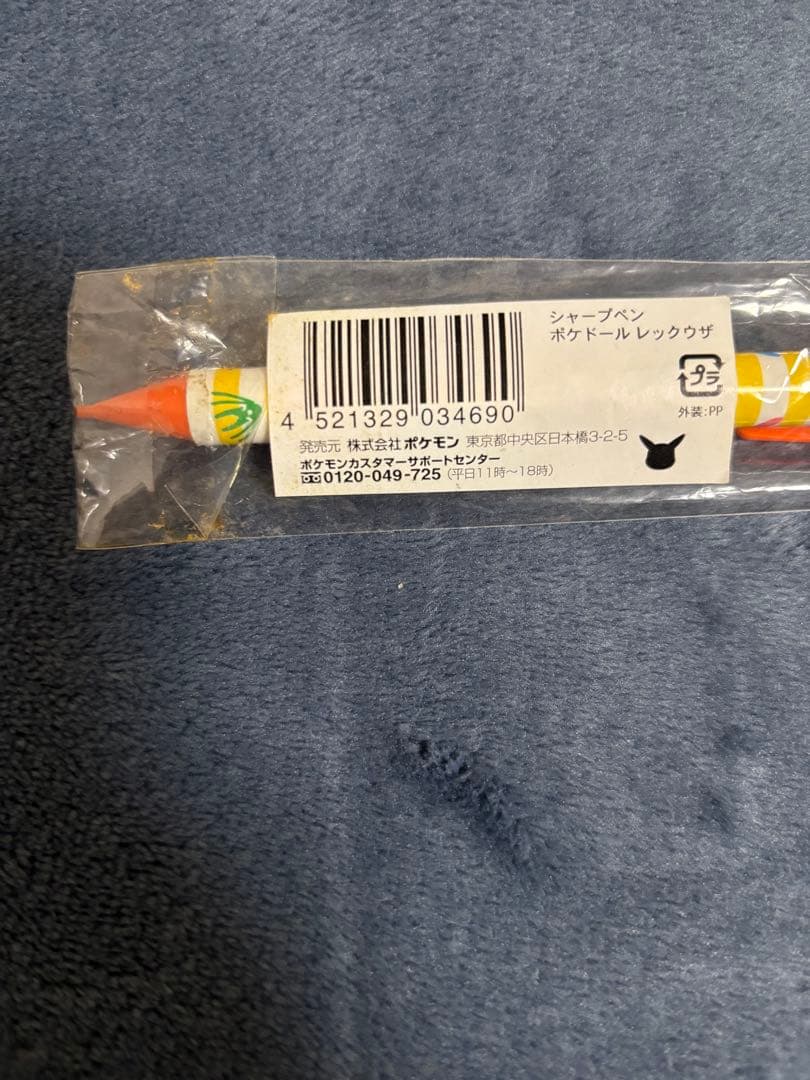 シャープペン
ポケドール レックウザ
プラ
外装:PP
4 521329 034690
発売元 株式会社ポケモン 東京都中央区日本橋3-2-5
ポケモンカスタマーサポートセンター
0120-049-725 (平日11時〜18時)